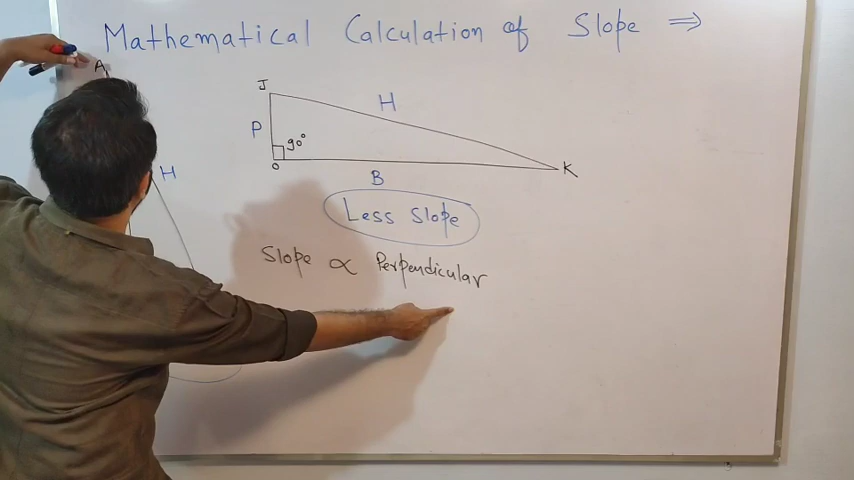 Mathematical Calculation of Slope ⇒
A
J
H
P
90°
O
K
H
B
Less Slope
Slope ∝ Perpendicular